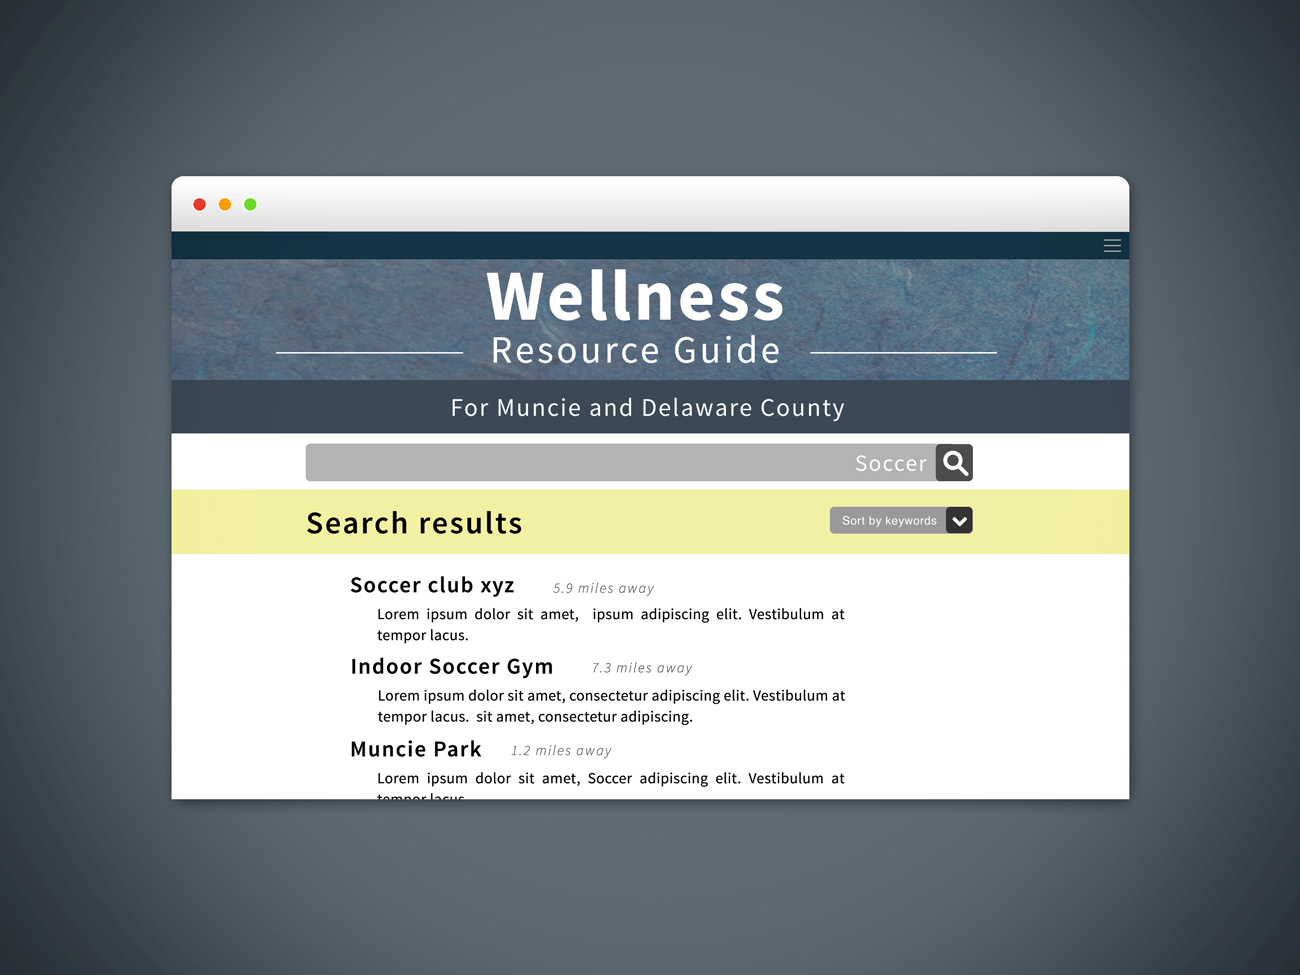 Wellness
Resource Guide
For Muncie and Delaware County
Soccer
Search results
Sort by keywords
Soccer club xyz
5.9 miles away
Lorem ipsum dolor sit amet, ipsum adipiscing elit. Vestibulum at
tempor lacus.
Indoor Soccer Gym
7.3 miles away
Lorem ipsum dolor sit amet, consectetur adipiscing elit. Vestibulum at
tempor lacus. sit amet, consectetur adipiscing.
Muncie Park
1.2 miles away
Lorem ipsum dolor sit amet, Soccer adipiscing elit. Vestibulum at
tempor lacus.